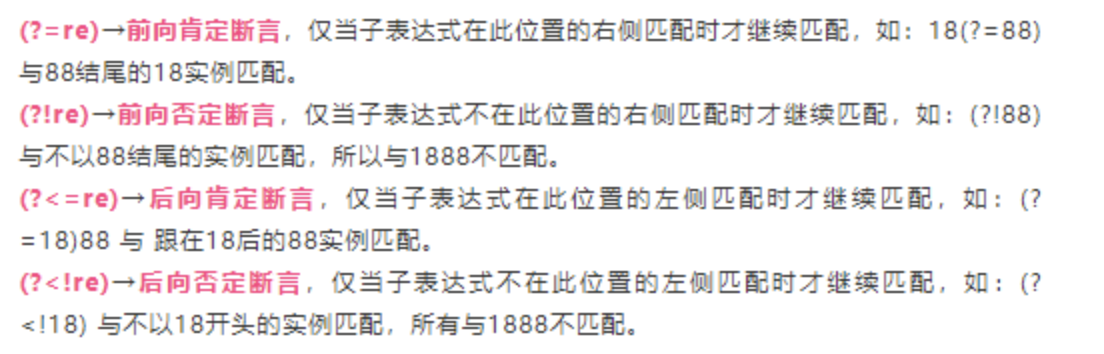 (?=re)→前向肯定断言，仅当子表达式在此位置的右侧匹配时才继续匹配，如：18(?=88)
与88结尾的18实例匹配。
(?!re)→前向否定断言，仅当子表达式不在此位置的右侧匹配时才继续匹配，如：(?!88)
与不以88结尾的实例匹配，所以与1888不匹配。
(?<=re)→后向肯定断言，仅当子表达式在此位置的左侧匹配时才继续匹配，如：(?
=18)88 与 跟在18后的88实例匹配。
(?<!re)→后向否定断言，仅当子表达式不在此位置的左侧匹配时才继续匹配，如：(?
<!18) 与不以18开头的实例匹配，所有与1888不匹配。